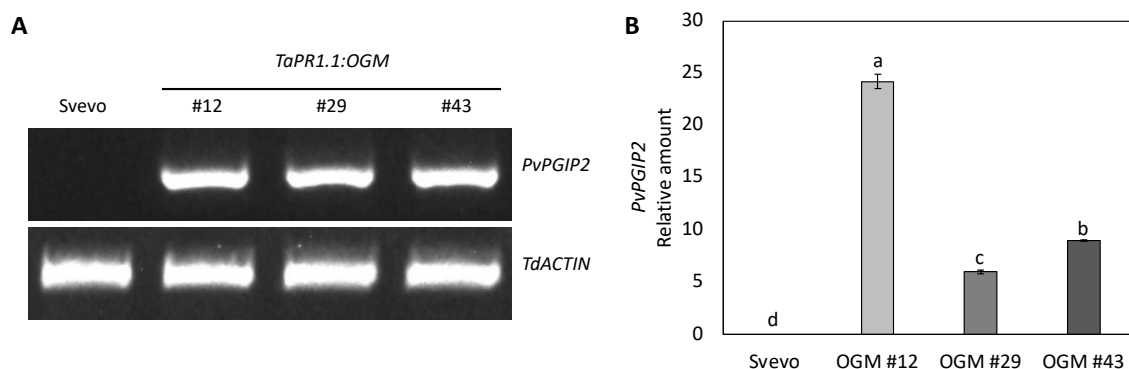 A
TaPR1.1:OGM
Svevo #12 #29 #43
PvPGIP2
TdACTIN
B
PvPGIP2
Relative amount
30
25
20
15
10
5
0
a
b
c
d
Svevo OGM #12 OGM #29 OGM #43